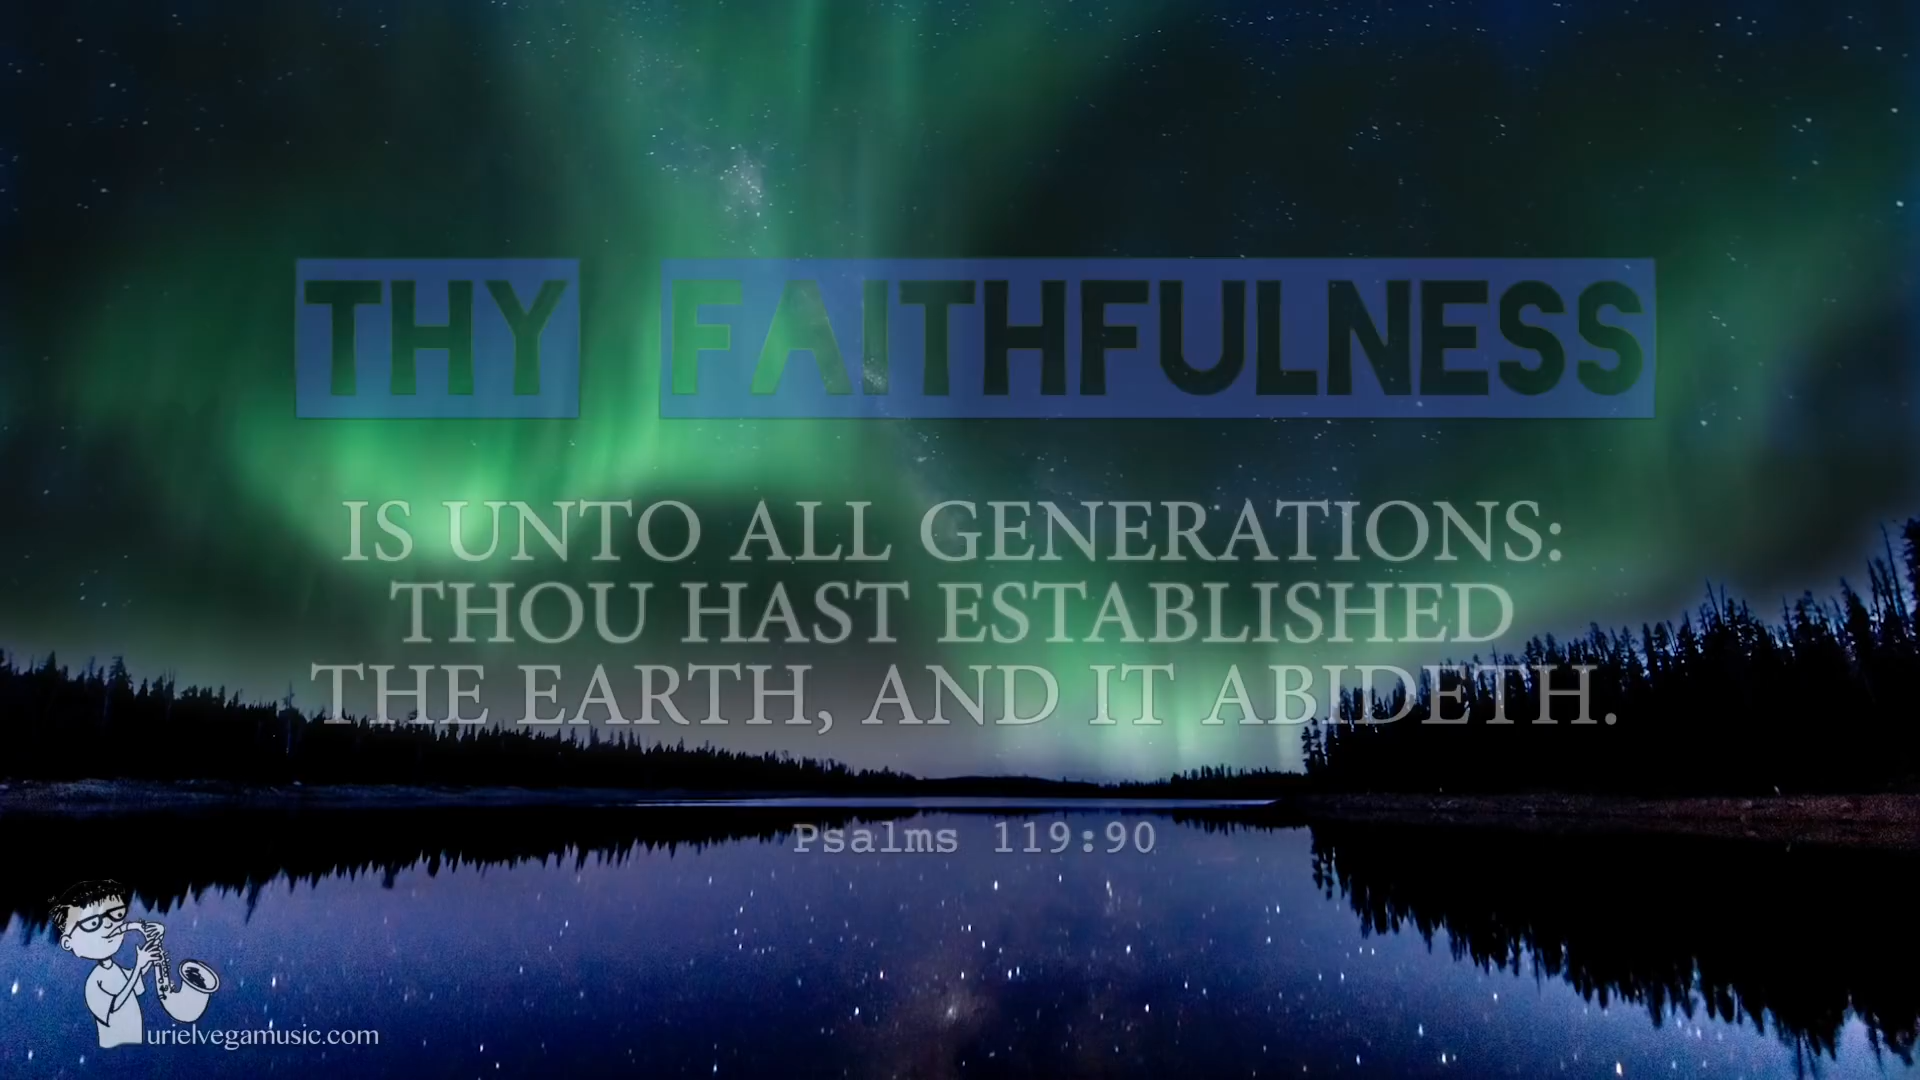 THY FAITHFULNESS
IS UNTO ALL GENERATIONS:
THOU HAST ESTABLISHED
THE EARTH, AND IT ABIDETH.
Psalms 119:90
urielvegamusic.com